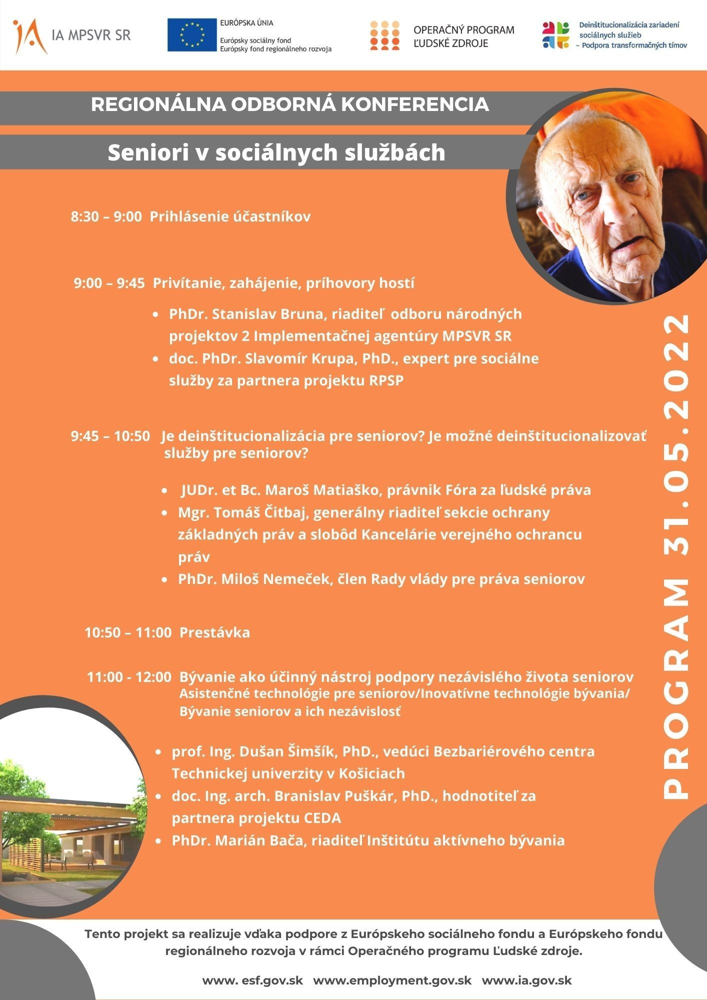 IA MPSVR SR
EURÓPSKA ÚNIA
Európsky sociálny fond
Európsky fond regionálneho rozvoja
OPERAČNÝ PROGRAM
ĽUDSKÉ ZDROJE
Deinštitucionalizácia zariadení
sociálnych služieb
– Podpora transformačných tímov
REGIONÁLNA ODBORNÁ KONFERENCIA
Seniori v sociálnych službách
8:30 – 9:00 Prihlásenie účastníkov
9:00 – 9:45 Privítanie, zahájenie, príhovory hostí
• PhDr. Stanislav Bruna, riaditeľ odboru národných
projektov 2 Implementačnej agentúry MPSVR SR
• doc. PhDr. Slavomír Krupa, PhD., expert pre sociálne
služby za partnera projektu RPSP
9:45 – 10:50 Je deinštitucionalizácia pre seniorov? Je možné deinštitucionalizovať
služby pre seniorov?
• JUDr. et Bc. Maroš Matiaško, právnik Fóra za ľudské práva
• Mgr. Tomáš Čitbaj, generálny riaditeľ sekcie ochrany
základných práv a slobôd Kancelárie verejného ochrancu
práv
• PhDr. Miloš Nemeček, člen Rady vlády pre práva seniorov
10:50 – 11:00 Prestávka
11:00 - 12:00 Bývanie ako účinný nástroj podpory nezávislého života seniorov
Asistenčné technológie pre seniorov/Inovatívne technológie bývania/
Bývanie seniorov a ich nezávislosť
• prof. Ing. Dušan Šimšík, PhD., vedúci Bezbariérového centra
Technickej univerzity v Košiciach
• doc. Ing. arch. Branislav Puškár, PhD., hodnotiteľ za
partnera projektu CEDA
• PhDr. Marián Bača, riaditeľ Inštitútu aktívneho bývania
PROGRAM 31.05.2022
Tento projekt sa realizuje vďaka podpore z Európskeho sociálneho fondu a Európskeho fondu
regionálneho rozvoja v rámci Operačného programu Ľudské zdroje.
www. esf.gov.sk www.employment.gov.sk www.ia.gov.sk